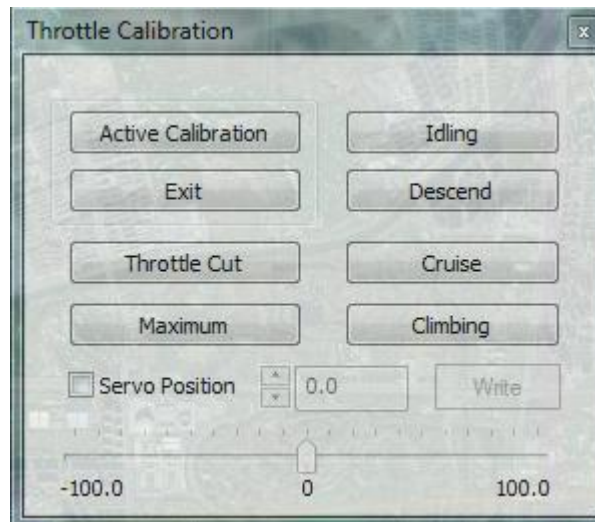 Throttle Calibration x
Active Calibration Idling
Exit Descend
Throttle Cut Cruise
Maximum Climbing
Servo Position 0.0 Write
-100.0 0 100.0